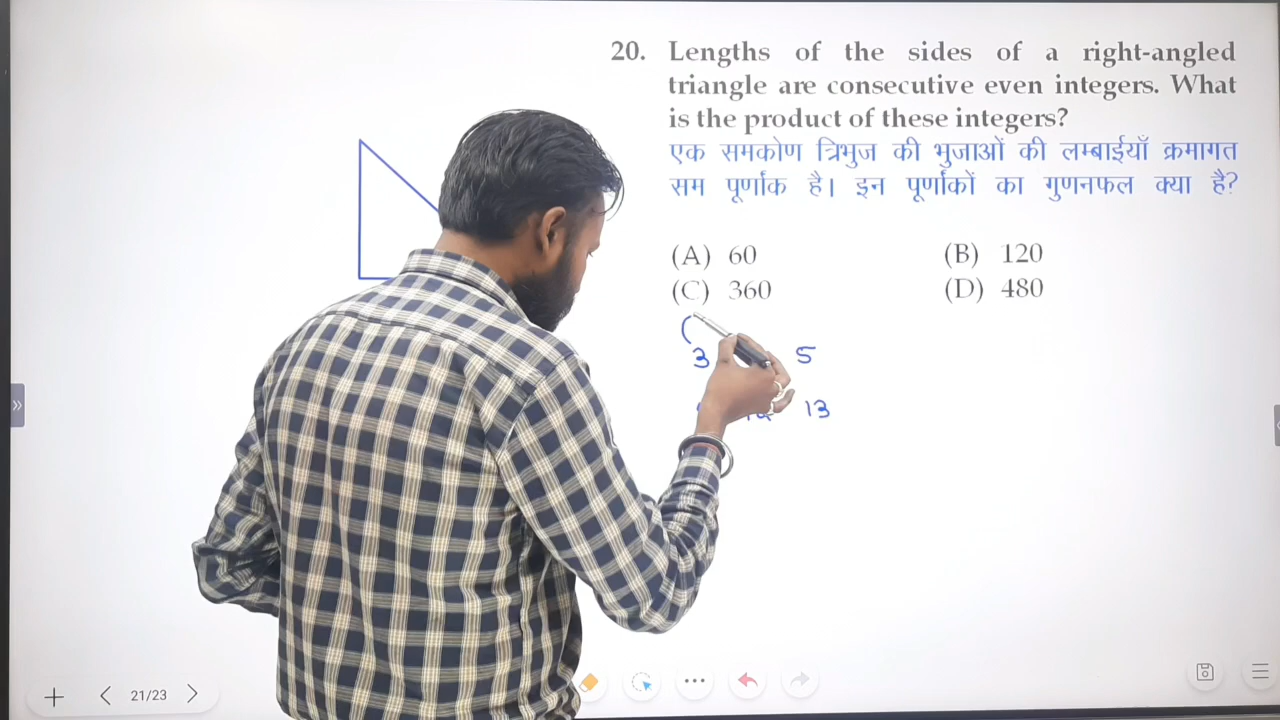 20. Lengths of the sides of a right-angled
triangle are consecutive even integers. What
is the product of these integers?
एक समकोण त्रिभुज की भुजाओं की लम्बाईयाँ क्रमागत
सम पूर्णांक है। इन पूर्णांकों का गुणनफल क्या है?
(A) 60 (B) 120
(C) 360 (D) 480
3 5
13
21/23